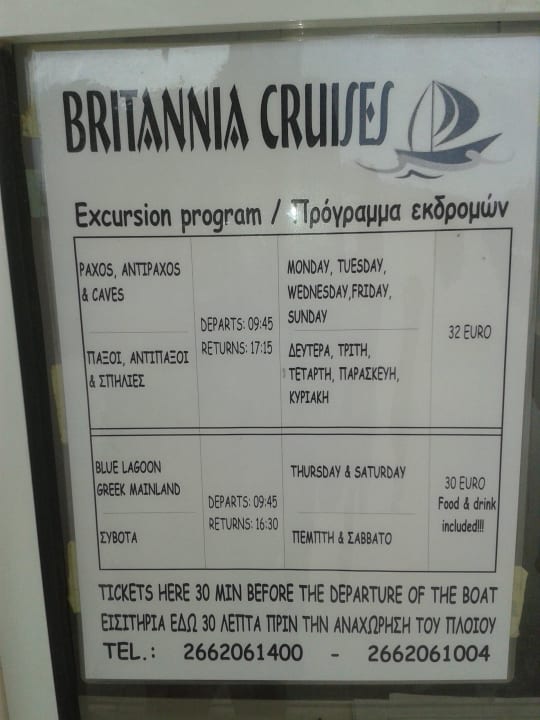 BRITANNIA CRUISES
Excursion program / Πρόγραμμα εκδρομών
PAXOS, ANTIPAXOS
& CAVES
ΠΑΞΟΙ, ΑΝΤΙΠΑΞΟΙ
& ΣΠΗΛΙΕΣ
DEPARTS: 09:45
RETURNS: 17:15
MONDAY, TUESDAY,
WEDNESDAY,FRIDAY,
SUNDAY
ΔΕΥΤΕΡΑ, ΤΡΙΤΗ,
ΤΕΤΑΡΤΗ, ΠΑΡΑΣΚΕΥΗ,
ΚΥΡΙΑΚΗ
32 EURO
BLUE LAGOON
GREEK MAINLAND
ΣΥΒΟΤΑ
DEPARTS: 09:45
RETURNS: 16:30
THURSDAY & SATURDAY
ΠΕΜΠΤΗ & ΣΑΒΒΑΤΟ
30 EURO
Food & drink
included!!!
TICKETS HERE 30 MIN BEFORE THE DEPARTURE OF THE BOAT
ΕΙΣΙΤΗΡΙΑ ΕΔΩ 30 ΛΕΠΤΑ ΠΡΙΝ ΤΗΝ ΑΝΑΧΩΡΗΣΗ ΤΟΥ ΠΛΟΙΟΥ
TEL.: 2662061400 - 2662061004